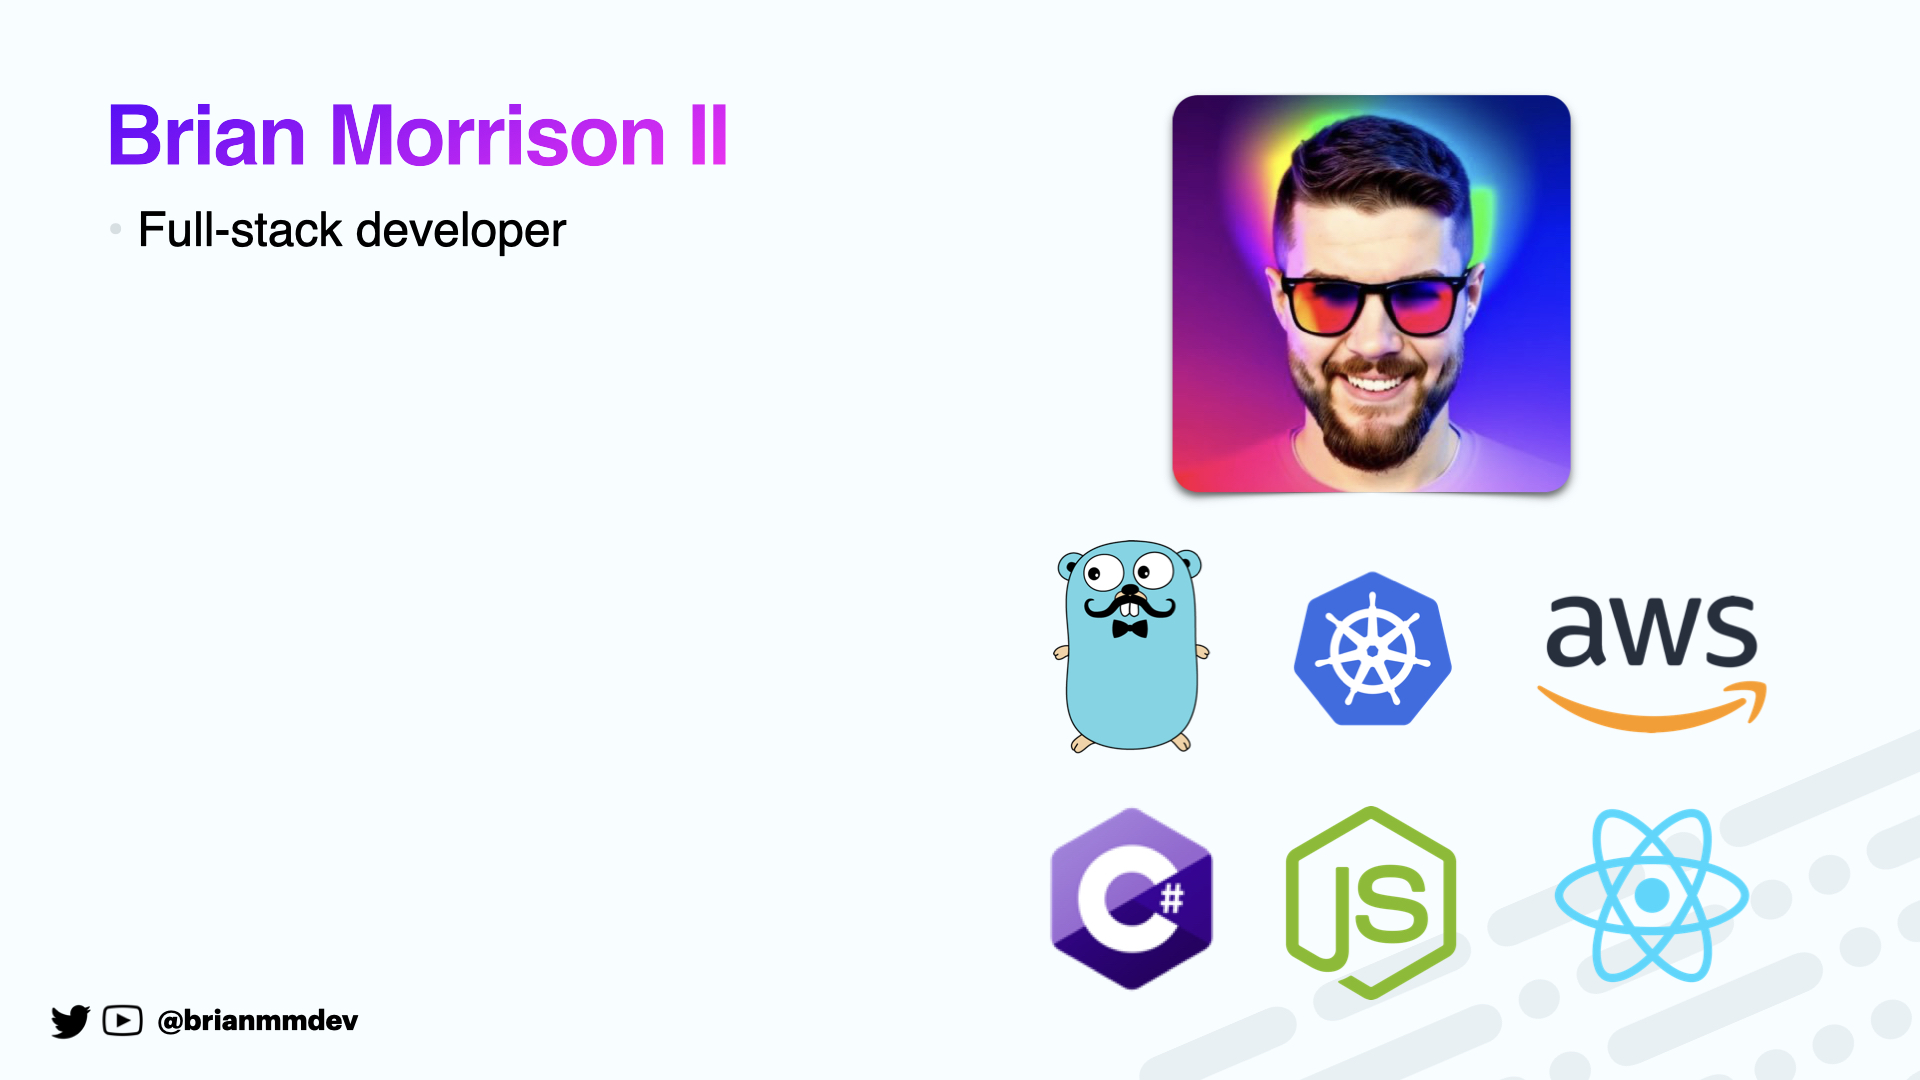 Brian Morrison II
Full-stack developer
aws
C#
JS
@brianmmdev